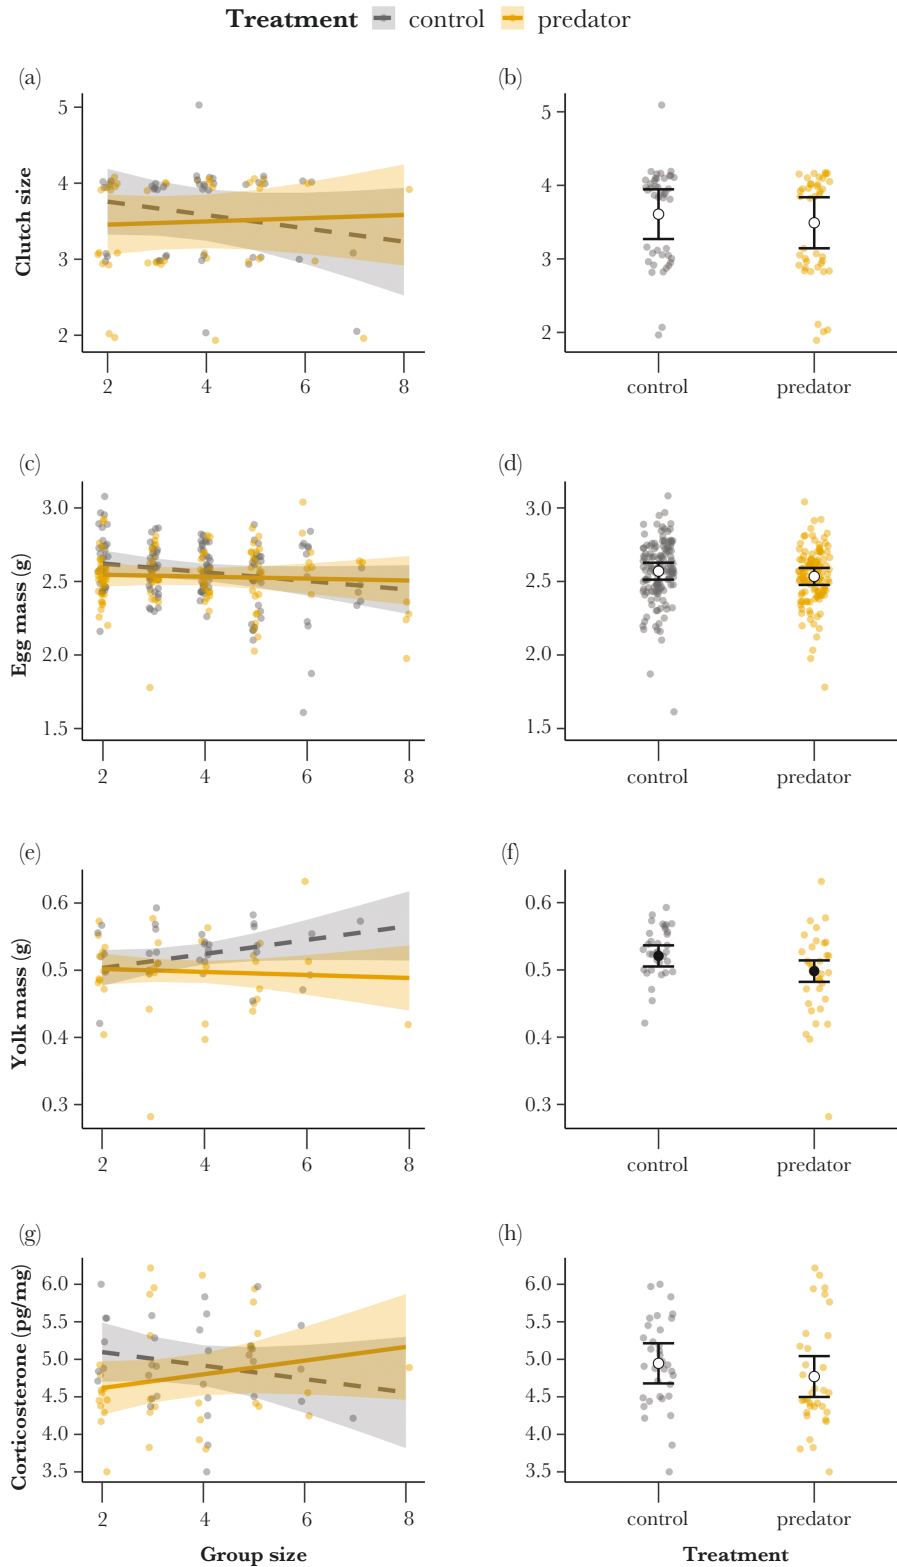 Treatment control predator
(a) (b)
Clutch size
5
4
3
2
2 4 6 8
5
4
3
2
control predator
(c) (d)
Egg mass (g)
3.0
2.5
2.0
1.5
2 4 6 8
3.0
2.5
2.0
1.5
control predator
(e) (f)
Yolk mass (g)
0.6
0.5
0.4
0.3
2 4 6 8
0.6
0.5
0.4
0.3
control predator
(g) (h)
Corticosterone (pg/mg)
6.0
5.5
5.0
4.5
4.0
3.5
2 4 6 8
6.0
5.5
5.0
4.5
4.0
3.5
control predator
Group size Treatment